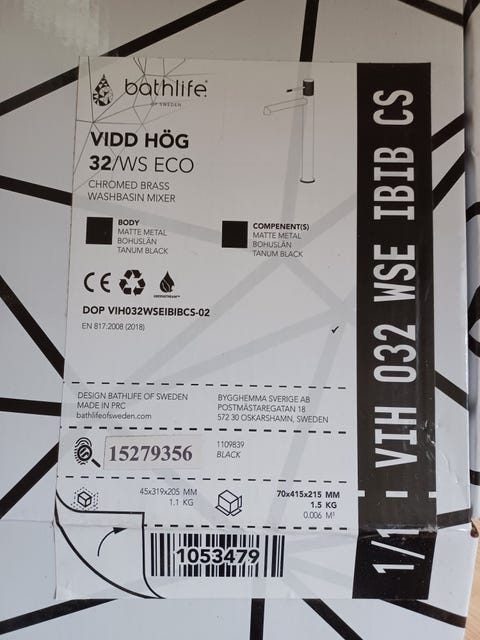 bathlife
OF SWEDEN
VIDD HÖG
32/WS ECO
CHROMED BRASS
WASHBASIN MIXER
BODY
MATTE METAL
BOHUSLÄN
TANUM BLACK
COMPENENT(S)
MATTE METAL
BOHUSLÄN
TANUM BLACK
CE
GREENSTREAM™
DOP VIH032WSEIBIBCS-02
EN 817:2008 (2018)
DESIGN BATHLIFE OF SWEDEN
MADE IN PRC
bathlifeofsweden.com
BYGGHEMMA SVERIGE AB
POSTMÄSTAREGATAN 18
572 30 OSKARSHAMN, SWEDEN
15279356
1109839
BLACK
45x319x205 MM
1.1 KG
70x415x215 MM
1.5 KG
0.006 M³
1053479
1/1 - VIH 032 WSE IBIB CS